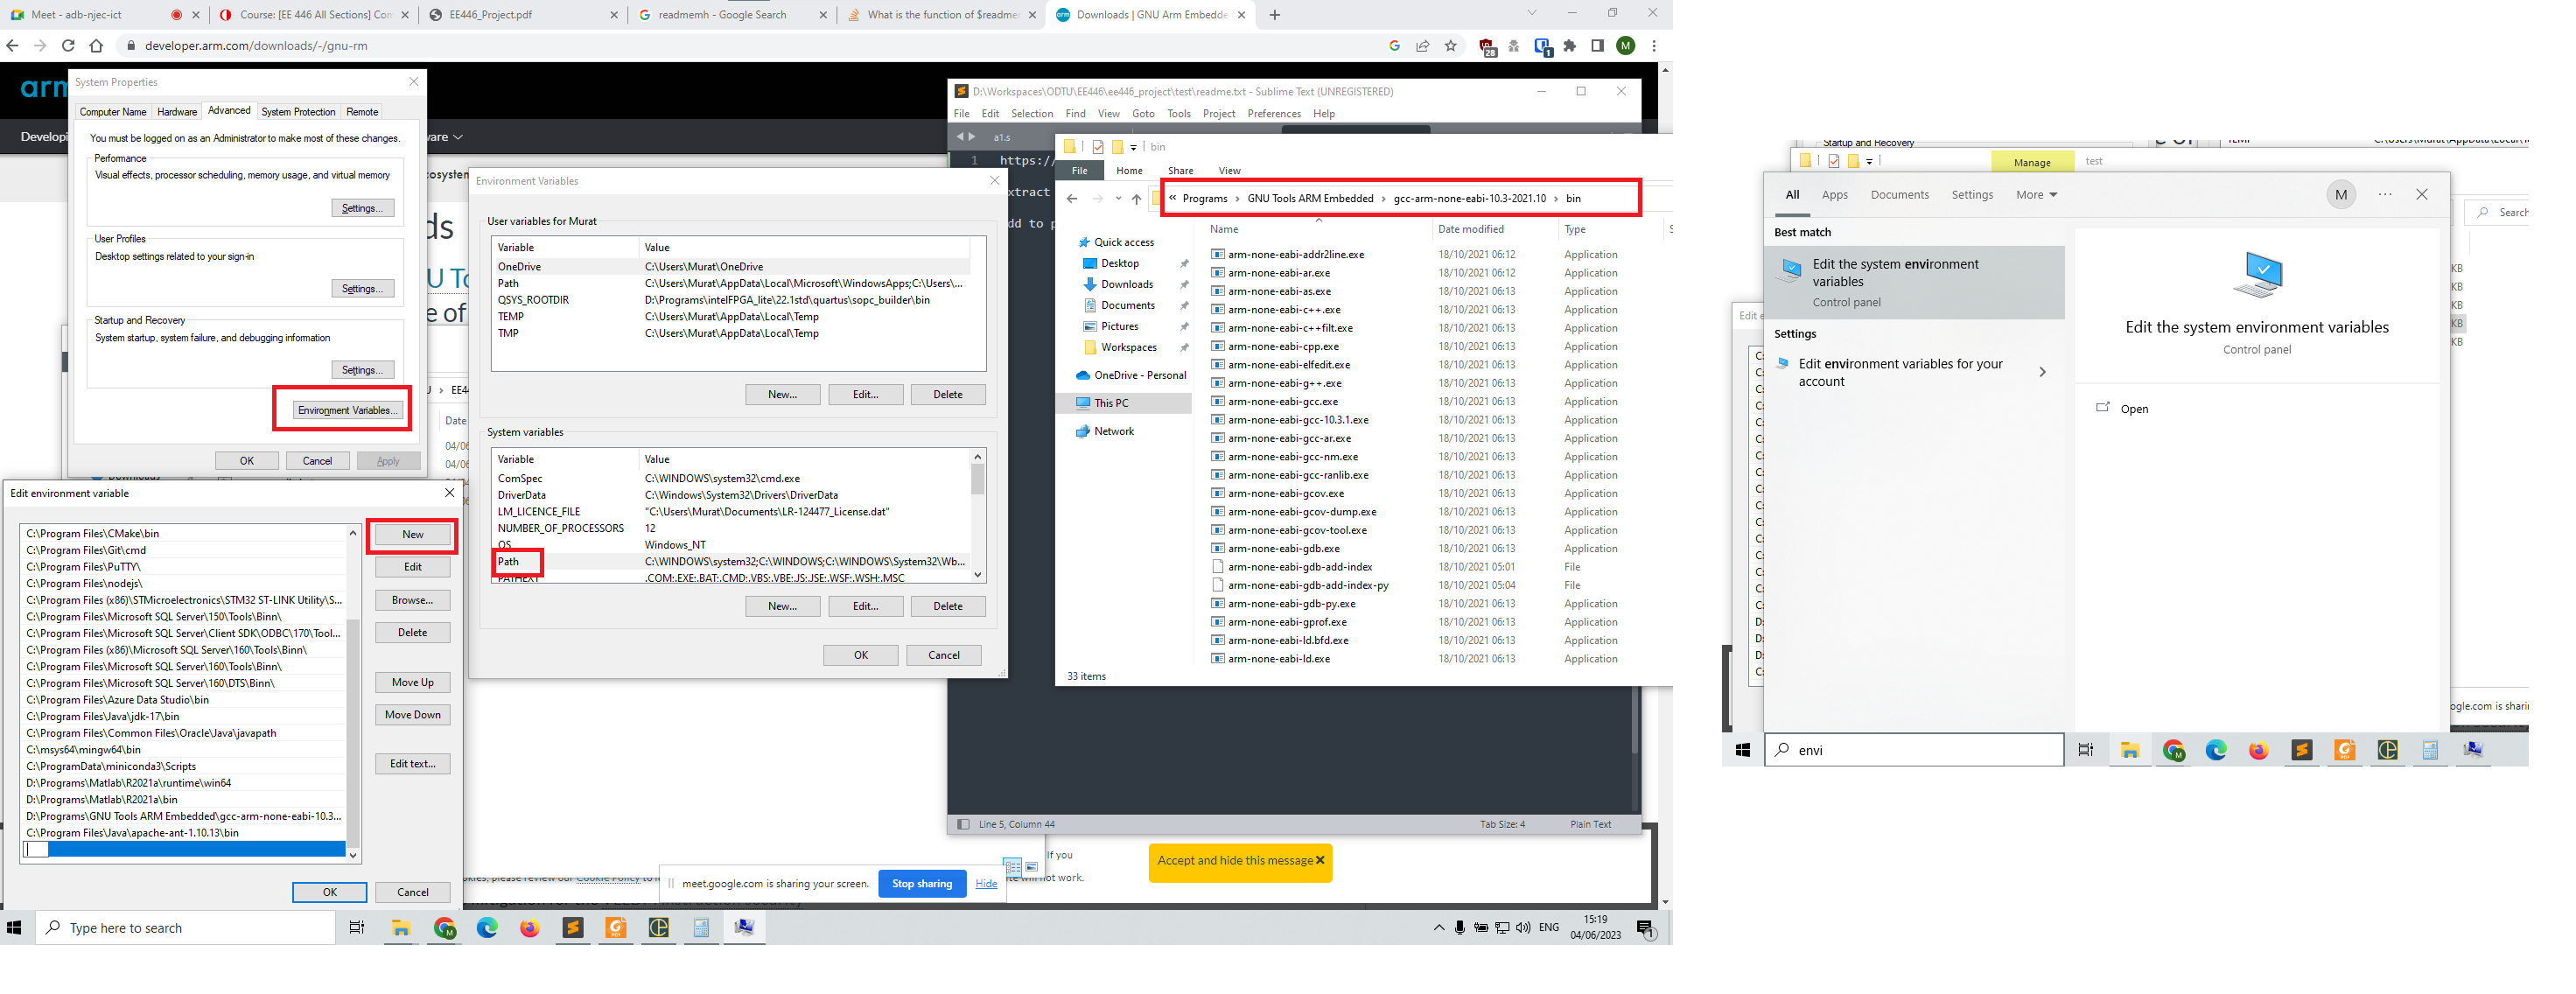 Meet - adb-njec-ict
Course: [EE 446 All Sections] Con
EE446_Project.pdf
readmemh - Google Search
What is the function of $readme
Downloads | GNU Arm Embedde
developer.arm.com/downloads/-/gnu-rm
28
1
M
arm
Developi
ware
System Properties
Computer Name
Hardware
Advanced
System Protection
Remote
You must be logged on as an Administrator to make most of these changes.
Performance
Visual effects, processor scheduling, memory usage, and virtual memory
Settings...
User Profiles
Desktop settings related to your sign-in
Settings...
Startup and Recovery
System startup, system failure, and debugging information
Settings...
Environment Variables...
OK
Cancel
Apply
cosystem
ds
U To
e of
U > EE44
Date
04/06
04/06
Edit environment variable
C:\Program Files\CMake\bin
C:\Program Files\Git\cmd
C:\Program Files\PuTTY\
C:\Program Files\nodejs\
C:\Program Files (x86)\STMicroelectronics\STM32 ST-LINK Utility\S...
C:\Program Files\Microsoft SQL Server\150\Tools\Binn\
C:\Program Files\Microsoft SQL Server\Client SDK\ODBC\170\Tool...
C:\Program Files (x86)\Microsoft SQL Server\160\Tools\Binn\
C:\Program Files\Microsoft SQL Server\160\Tools\Binn\
C:\Program Files\Microsoft SQL Server\160\DTS\Binn\
C:\Program Files\Azure Data Studio\bin
C:\Program Files\Java\jdk-17\bin
C:\Program Files\Common Files\Oracle\Java\javapath
C:\msys64\mingw64\bin
C:\ProgramData\miniconda3\Scripts
D:\Programs\Matlab\R2021a\runtime\win64
D:\Programs\Matlab\R2021a\bin
D:\Programs\GNU Tools ARM Embedded\gcc-arm-none-eabi-10.3...
C:\Program Files\Java\apache-ant-1.10.13\bin
New
Edit
Browse...
Delete
Move Up
Move Down
Edit text...
OK
Cancel
Environment Variables
User variables for Murat
Variable Value
OneDrive C:\Users\Murat\OneDrive
Path C:\Users\Murat\AppData\Local\Microsoft\WindowsApps;C:\Users\...
QSYS_ROOTDIR D:\Programs\intelFPGA_lite\22.1std\quartus\sopc_builder\bin
TEMP C:\Users\Murat\AppData\Local\Temp
TMP C:\Users\Murat\AppData\Local\Temp
New...
Edit...
Delete
System variables
Variable Value
ComSpec C:\WINDOWS\system32\cmd.exe
DriverData C:\Windows\System32\Drivers\DriverData
LM_LICENCE_FILE "C:\Users\Murat\Documents\LR-124477_License.dat"
NUMBER_OF_PROCESSORS 12
OS Windows_NT
Path C:\WINDOWS\system32;C:\WINDOWS;C:\WINDOWS\System32\Wb...
PATHEXT .COM;.EXE;.BAT;.CMD;.VBS;.VBE;.JS;.JSE;.WSF;.WSH;.MSC
New...
Edit...
Delete
OK
Cancel
D:\Workspaces\ODTU\EE446\ee446_project\test\readme.txt - Sublime Text (UNREGISTERED)
File Edit Selection Find View Goto Tools Project Preferences Help
a1.s
1 https://
xtract
dd to p
bin
File
Home
Share
View
« Programs > GNU Tools ARM Embedded > gcc-arm-none-eabi-10.3-2021.10 > bin
Quick access
Desktop
Downloads
Documents
Pictures
Workspaces
OneDrive - Personal
This PC
Network
Name Date modified Type S
arm-none-eabi-addr2line.exe 18/10/2021 06:12 Application
arm-none-eabi-ar.exe 18/10/2021 06:12 Application
arm-none-eabi-as.exe 18/10/2021 06:13 Application
arm-none-eabi-c++.exe 18/10/2021 06:13 Application
arm-none-eabi-c++filt.exe 18/10/2021 06:13 Application
arm-none-eabi-cpp.exe 18/10/2021 06:13 Application
arm-none-eabi-elfedit.exe 18/10/2021 06:13 Application
arm-none-eabi-g++.exe 18/10/2021 06:13 Application
arm-none-eabi-gcc.exe 18/10/2021 06:13 Application
arm-none-eabi-gcc-10.3.1.exe 18/10/2021 06:13 Application
arm-none-eabi-gcc-ar.exe 18/10/2021 06:13 Application
arm-none-eabi-gcc-nm.exe 18/10/2021 06:13 Application
arm-none-eabi-gcc-ranlib.exe 18/10/2021 06:13 Application
arm-none-eabi-gcov.exe 18/10/2021 06:13 Application
arm-none-eabi-gcov-dump.exe 18/10/2021 06:13 Application
arm-none-eabi-gcov-tool.exe 18/10/2021 06:13 Application
arm-none-eabi-gdb.exe 18/10/2021 06:13 Application
arm-none-eabi-gdb-add-index 18/10/2021 05:01 File
arm-none-eabi-gdb-add-index-py 18/10/2021 05:04 File
arm-none-eabi-gdb-py.exe 18/10/2021 06:13 Application
arm-none-eabi-gprof.exe 18/10/2021 06:13 Application
arm-none-eabi-ld.bfd.exe 18/10/2021 06:13 Application
arm-none-eabi-ld.exe 18/10/2021 06:13 Application
33 items
Line 5, Column 44
Tab Size: 4
Plain Text
If you
will not work.
Accept and hide this message
meet.google.com is sharing your screen.
Stop sharing
Hide
Type here to search
ENG
15:19
04/06/2023
1
Startup and Recovery
Manage
test
All Apps Documents Settings More
M
Search
Best match
Edit the system environment
variables
Control panel
Settings
Edit environment variables for your
account
Edit the system environment variables
Control panel
Open
KB
KB
KB
KB
KB
Edit e
ogle.com is sharin
envi